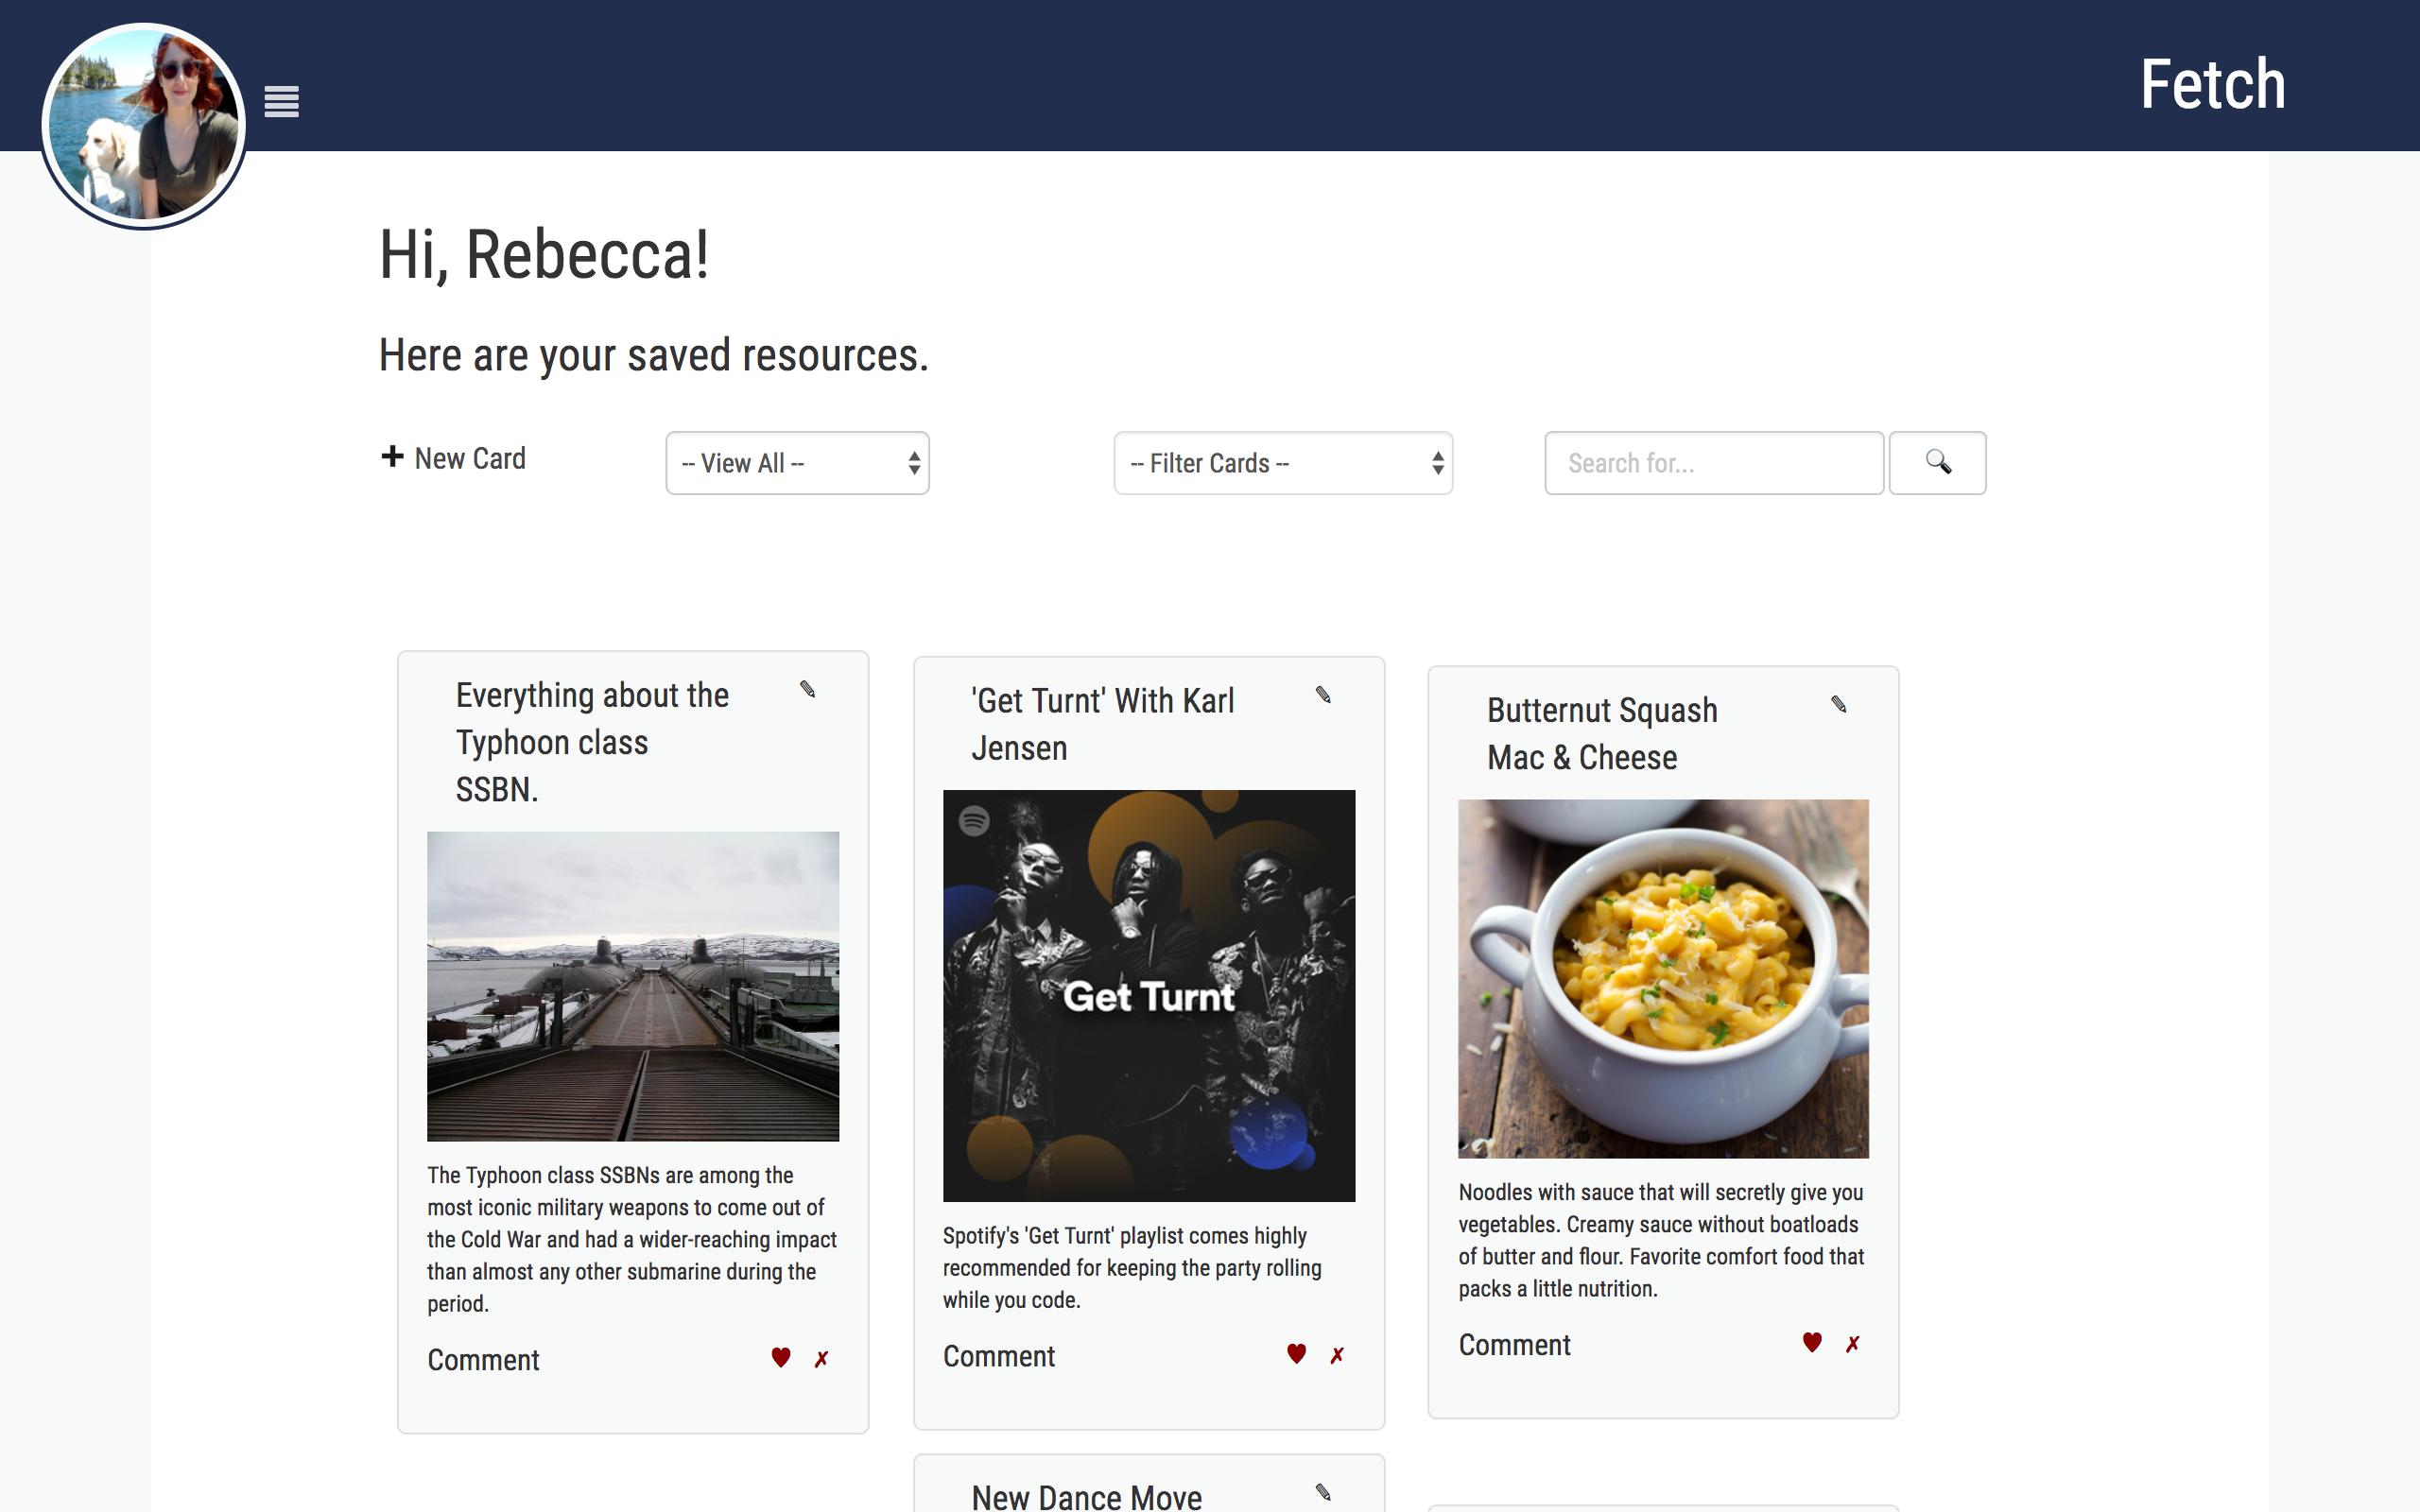 Fetch
Hi, Rebecca!
Here are your saved resources.
New Card
-- View All --
-- Filter Cards --
Search for...
Everything about the
Typhoon class
SSBN.
The Typhoon class SSBNs are among the
most iconic military weapons to come out of
the Cold War and had a wider-reaching impact
than almost any other submarine during the
period.
Comment
'Get Turnt' With Karl
Jensen
Get Turnt
Spotify's 'Get Turnt' playlist comes highly
recommended for keeping the party rolling
while you code.
Comment
Butternut Squash
Mac & Cheese
Noodles with sauce that will secretly give you
vegetables. Creamy sauce without boatloads
of butter and flour. Favorite comfort food that
packs a little nutrition.
Comment
New Dance Move